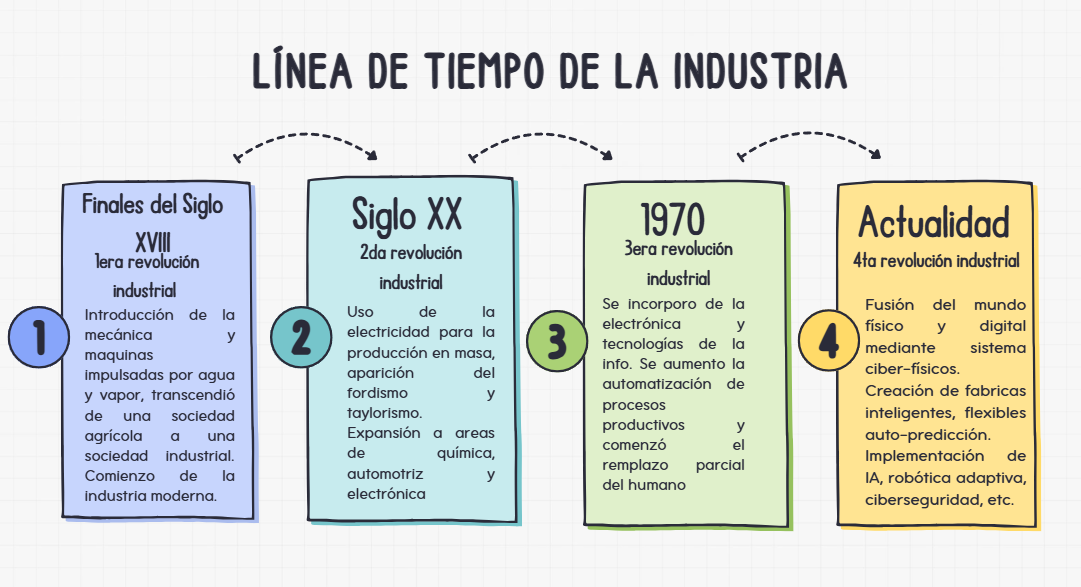 LÍNEA DE TIEMPO DE LA INDUSTRIA
Finales del Siglo
XVIII
1era revolución
industrial
1
Introducción de la
mecánica y
maquinas
impulsadas por agua
y vapor, transcendió
de una sociedad
agrícola a una
sociedad industrial.
Comienzo de la
industria moderna.
Siglo XX
2da revolución
industrial
2
Uso de la
electricidad para la
producción en masa,
aparición del
fordismo y
taylorismo.
Expansión a areas
de química,
automotriz y
electrónica
1970
3era revolución
industrial
3
Se incorporo de la
electrónica y
tecnologías de la
info. Se aumento la
automatización de
procesos
productivos y
comenzó el
remplazo parcial
del humano
Actualidad
4ta revolución industrial
4
Fusión del mundo
físico y digital
mediante sistema
ciber-físicos.
Creación de fabricas
inteligentes, flexibles
auto-predicción.
Implementación de
IA, robótica adaptiva,
ciberseguridad, etc.